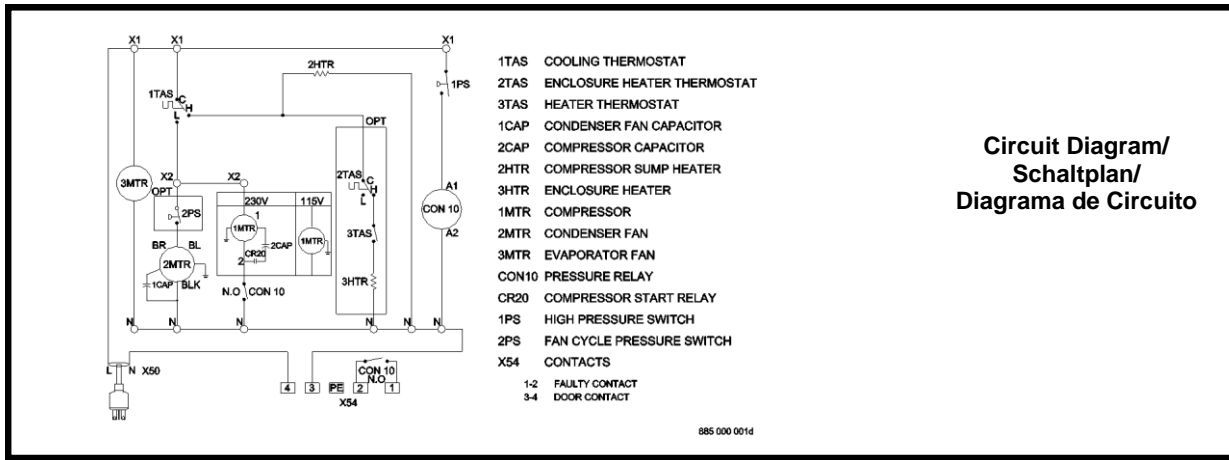 X1 X1 X1
2HTR
1PS
1TAS C
H
L
OPT
3MTR
X2 X2
OPT
2TAS C
H
L
A1
230V 115V
2PS
1
CON 10
1MTR 1MTR
BR BL
CR20 2CAP
3TAS
A2
2
2MTR
1CAP BLK
N.O CON 10
3HTR
N N N N N N
L N X50
CON 10
N.O
4 3 PE 2 1
X54
1TAS COOLING THERMOSTAT
2TAS ENCLOSURE HEATER THERMOSTAT
3TAS HEATER THERMOSTAT
1CAP CONDENSER FAN CAPACITOR
2CAP COMPRESSOR CAPACITOR
2HTR COMPRESSOR SUMP HEATER
3HTR ENCLOSURE HEATER
1MTR COMPRESSOR
2MTR CONDENSER FAN
3MTR EVAPORATOR FAN
CON10 PRESSURE RELAY
CR20 COMPRESSOR START RELAY
1PS HIGH PRESSURE SWITCH
2PS FAN CYCLE PRESSURE SWITCH
X54 CONTACTS
1-2 FAULTY CONTACT
3-4 DOOR CONTACT
885 000 001d
Circuit Diagram/
Schaltplan/
Diagrama de Circuito